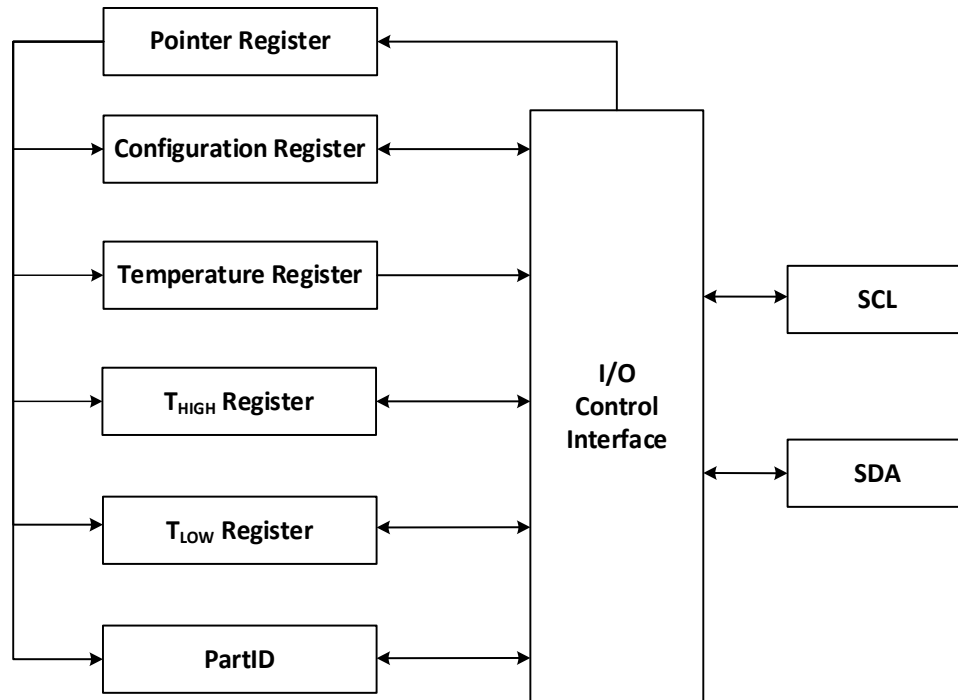 Pointer Register
Configuration Register
Temperature Register
THIGH Register
TLOW Register
PartID
I/O
Control
Interface
SCL
SDA